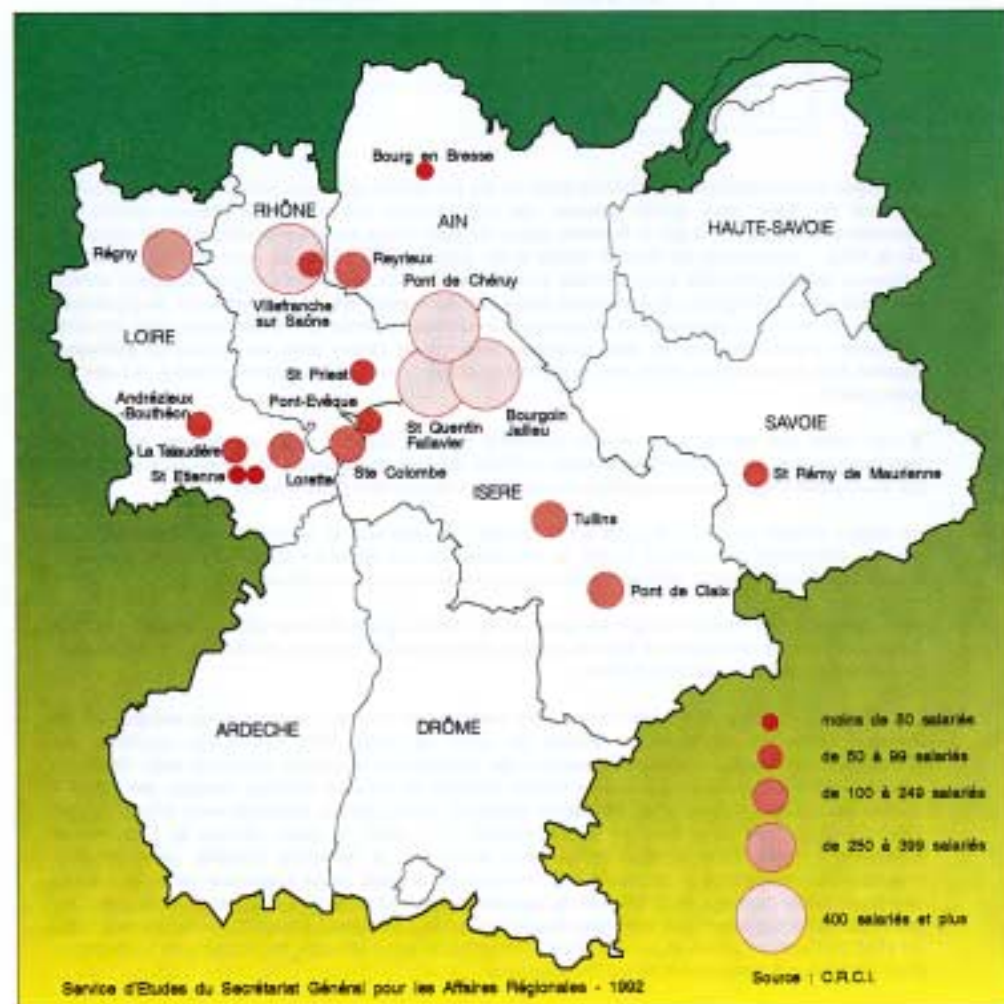 Bourg en Bresse
RHÔNE
AIN
HAUTE-SAVOIE
Régny
Reyrieux
Pont de Chéruy
Villefranche
sur Saône
LOIRE
St Priest
Andrézieux
-Bouthéon
Pont-Evêque
Bourgoin
Jallieu
St Quentin
Fallavier
SAVOIE
La Talaudière
St Etienne
Lorette
Ste Colombe
St Rémy de Maurienne
ISERE
Tullins
Pont de Claix
ARDECHE
DRÔME
moins de 50 salariés
de 50 à 99 salariés
de 100 à 249 salariés
de 250 à 399 salariés
400 salariés et plus
Service d'Etudes du Secrétariat Général pour les Affaires Régionales - 1992
Source : C.R.C.I.